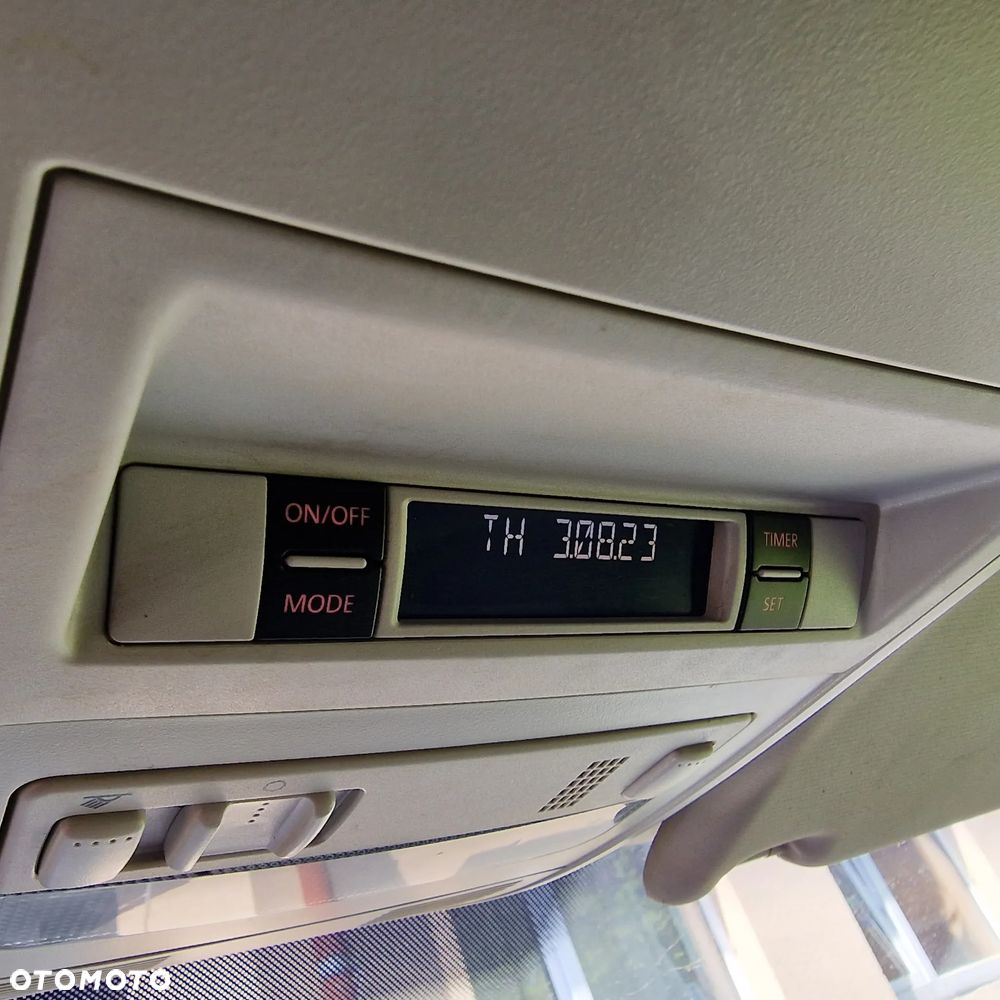 ON/OFF
MODE
TH 3.08.23
TIMER
SET
OTOMOTO